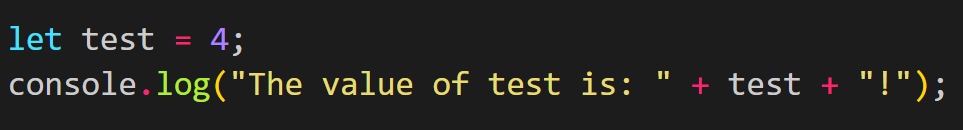 let test = 4;
console.log("The value of test is: " + test + "!");